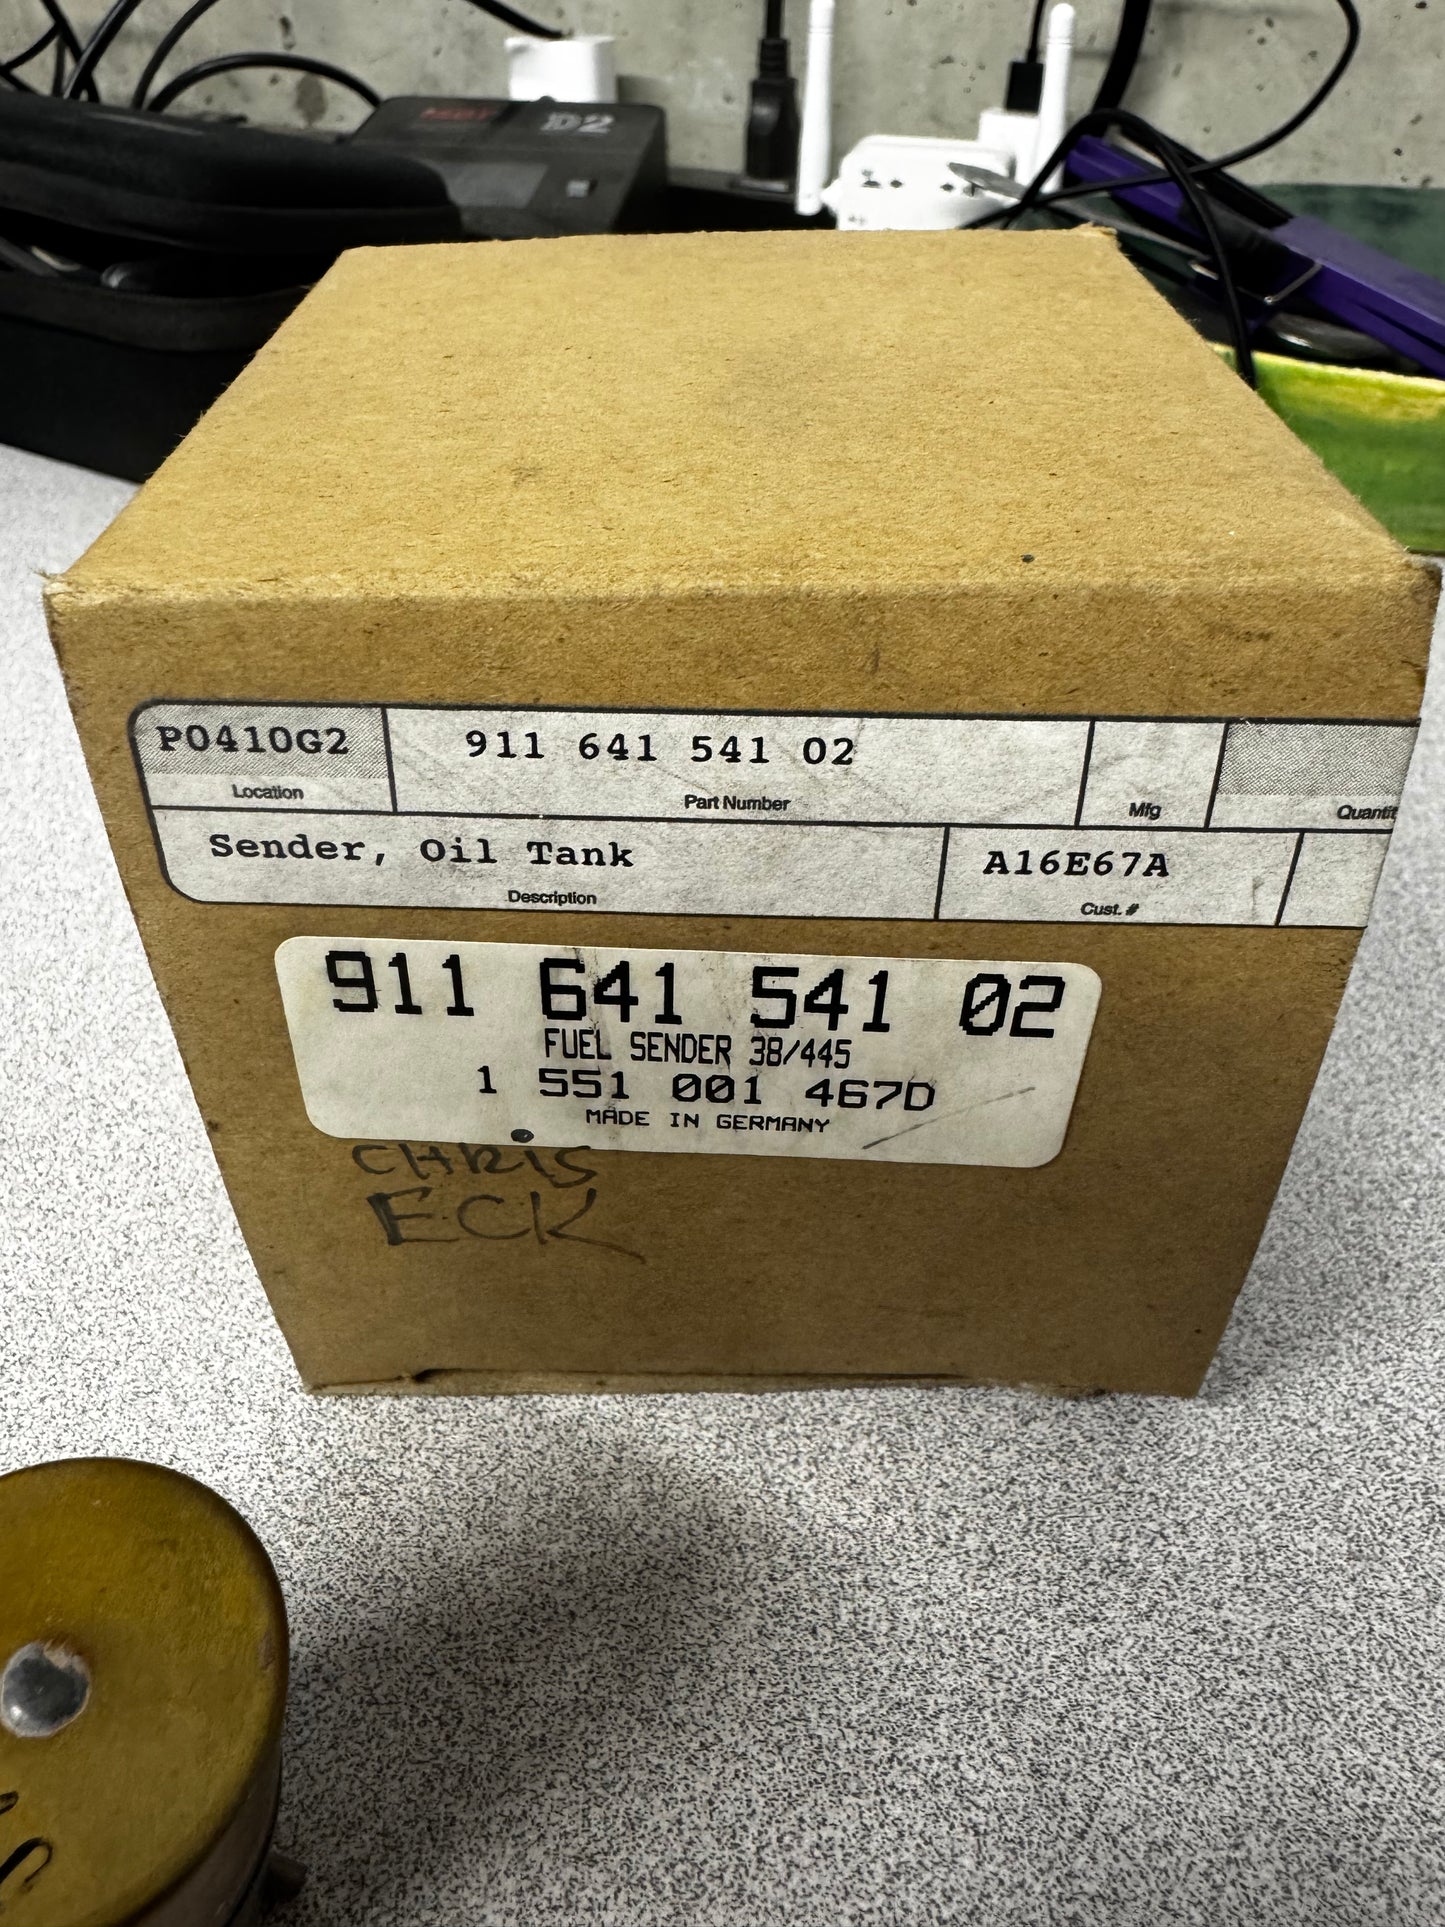 D2
P0410G2
Location
911 641 541 02
Part Number
Mfg
Quantit
Sender, Oil Tank
Description
A16E67A
Cust. #
911 641 541 02
FUEL SENDER 38/445
1 551 001 467D
MADE IN GERMANY
CHRiS
ECK